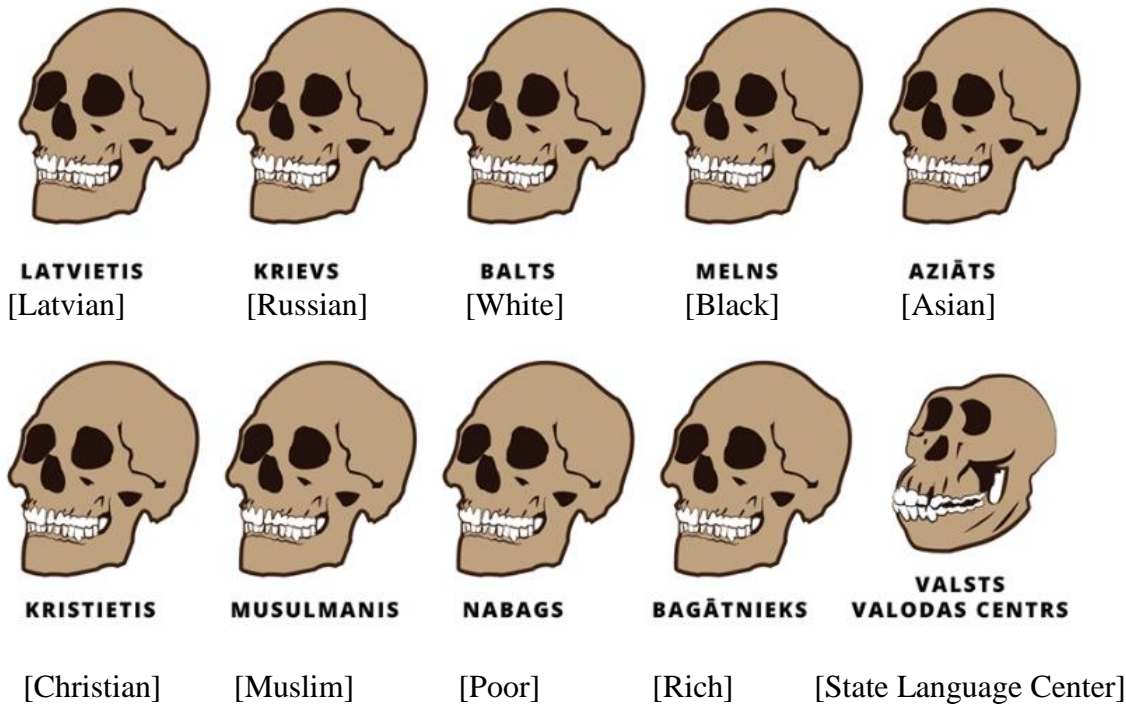 LATVIETIS KRIEVS BALTS MELNS AZIĀTS
[Latvian] [Russian] [White] [Black] [Asian]
KRISTIETIS MUSULMANIS NABAGS BAGĀTNIEKS VALSTS
VALODAS CENTRS
[Christian] [Muslim] [Poor] [Rich] [State Language Center]